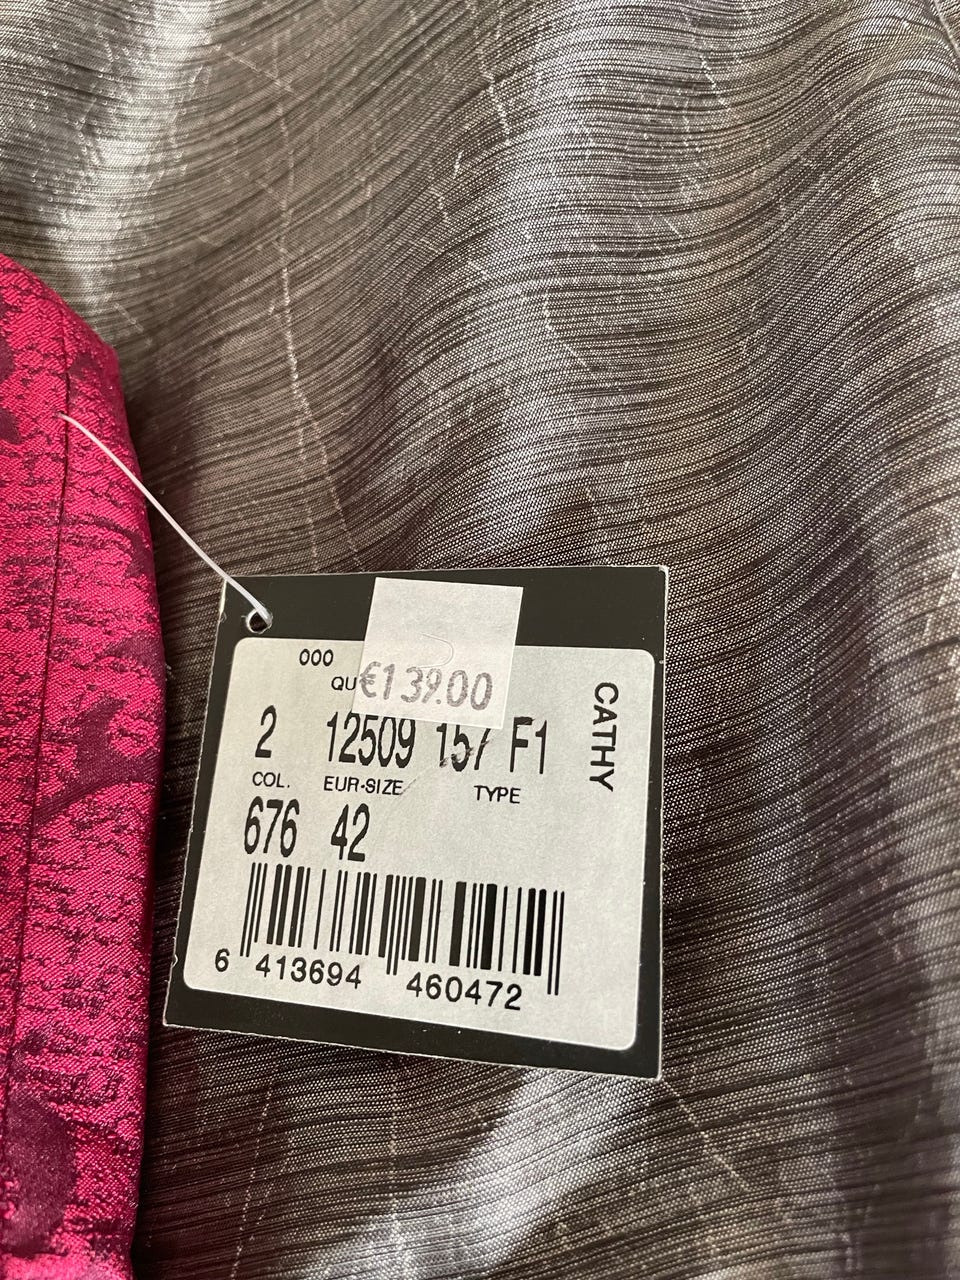 000
QU
€139.00
2 12509 157 F1
COL. EUR-SIZE TYPE
676 42
6 413694 460472
CATHY